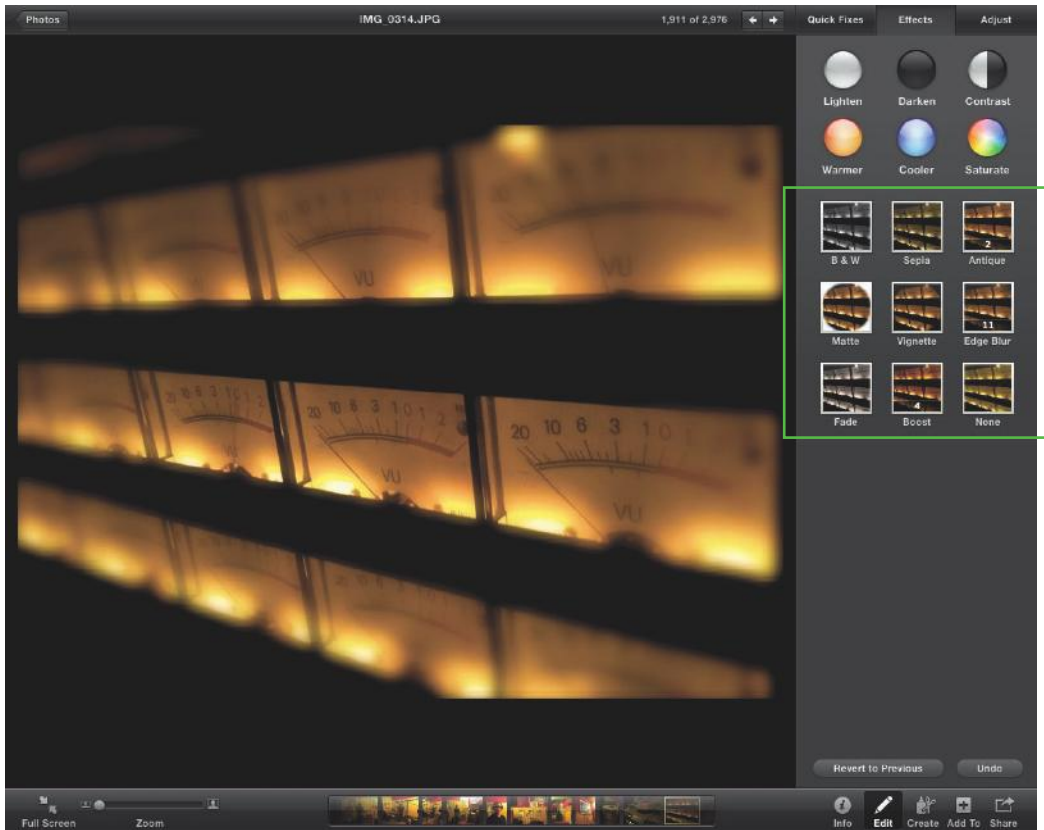 Photos IMG_0314.JPG 1,911 of 2,976 Quick Fixes Effects Adjust
Lighten Darken Contrast
Warmer Cooler Saturate
2
B & W Sepia Antique
11
Matte Vignette Edge Blur
4
Fade Boost None
VU VU
20 10 6 3 1 0 1 2
20 10 6 3 1 0 1 2
20 10 6 3 1 0
VU
VU
VU
Revert to Previous Undo
Full Screen Zoom Info Edit Create Add To Share